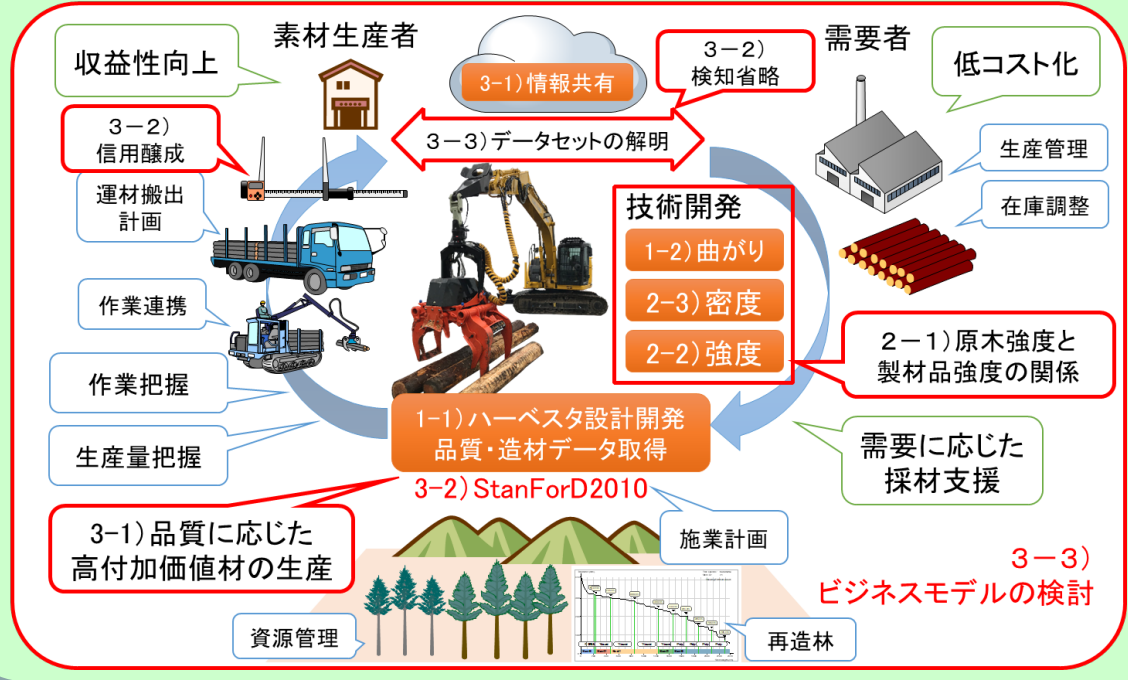 素材生産者
需要者
収益性向上
3-1）情報共有
３－２）
検知省略
低コスト化
３－２）
信用醸成
３－３）データセットの解明
生産管理
運材搬出
計画
技術開発
在庫調整
1-2）曲がり
作業連携
2-3）密度
2-2）強度
２－１）原木強度と
製材品強度の関係
作業把握
1-1）ハーベスタ設計開発
品質・造材データ取得
生産量把握
需要に応じた
採材支援
3-2）StanForD2010
3-1）品質に応じた
高付加価値材の生産
施業計画
３－３）
ビジネスモデルの検討
資源管理
再造林